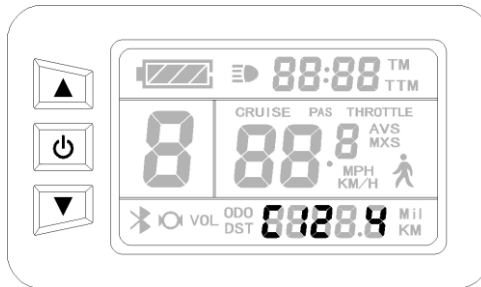 88:88 TM
TTM
CRUISE PAS THROTTLE
8 88.8 AVS
MXS
MPH
KM/H
VOL ODO
DST C12 4 Mil
KM